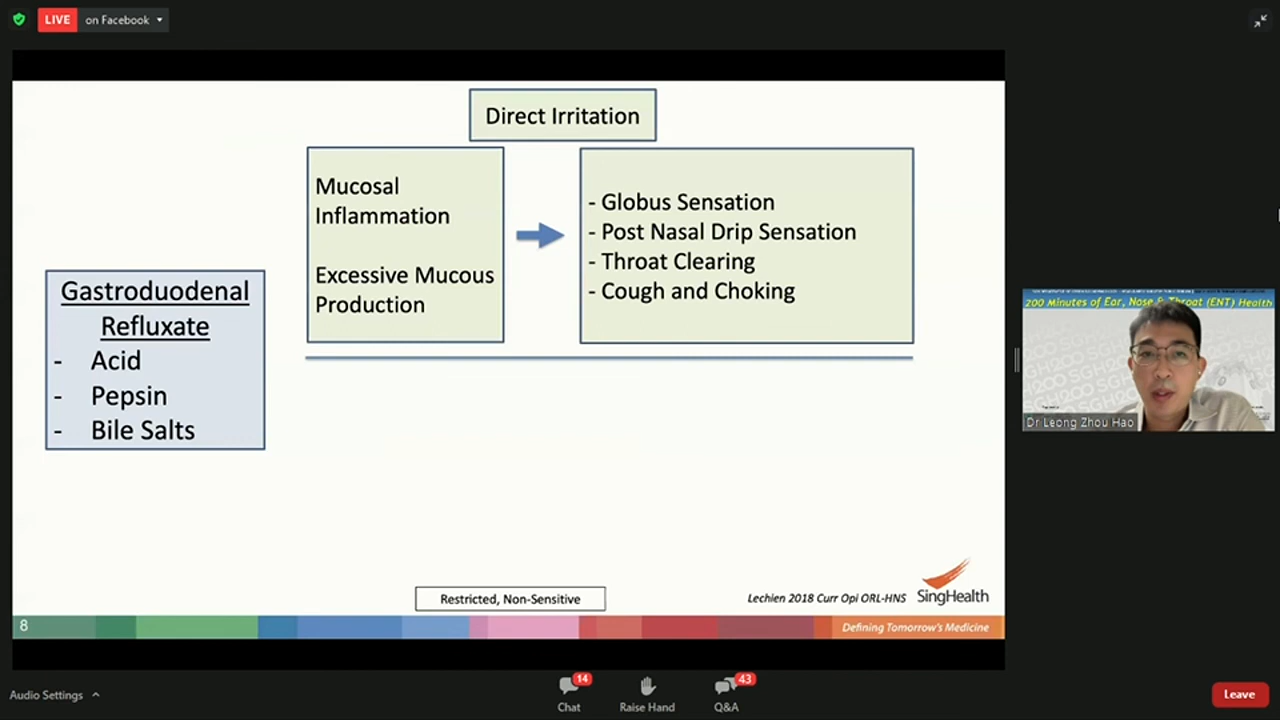 LIVE on Facebook
Direct Irritation
Mucosal
Inflammation
Excessive Mucous
Production
- Globus Sensation
- Post Nasal Drip Sensation
- Throat Clearing
- Cough and Choking
Gastroduodenal
Refluxate
- Acid
- Pepsin
- Bile Salts
200 Minutes of Ear, Nose & Throat (ENT) Health
SGH200
Dr Leong Zhou Hao
Restricted, Non-Sensitive
Lechien 2018 Curr Opi ORL-HNS
SingHealth
8
Defining Tomorrow's Medicine
Audio Settings
14
Chat
Raise Hand
43
Q&A
Leave